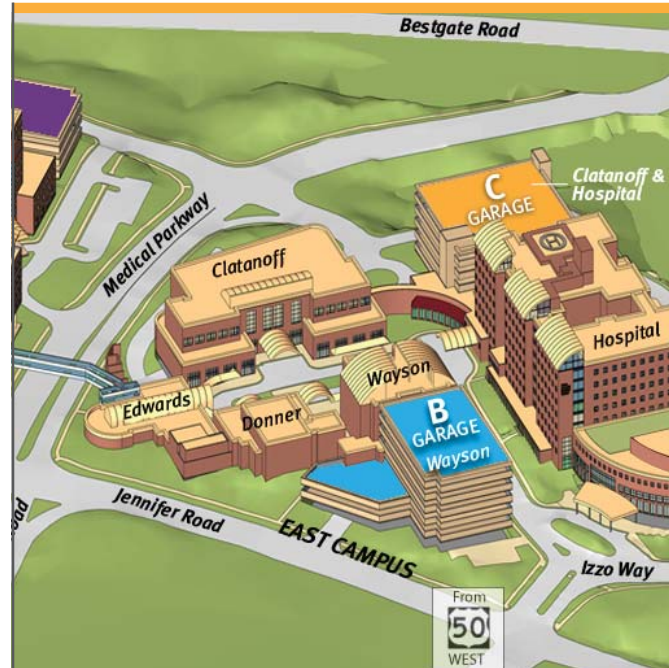 Bestgate Road
C
GARAGE
Clatanoff &
Hospital
Medical Parkway
Clatanoff
Hospital
Wayson
Edwards
Donner
B
GARAGE
Wayson
Jennifer Road
EAST CAMPUS
Izzo Way
From
50
WEST
H